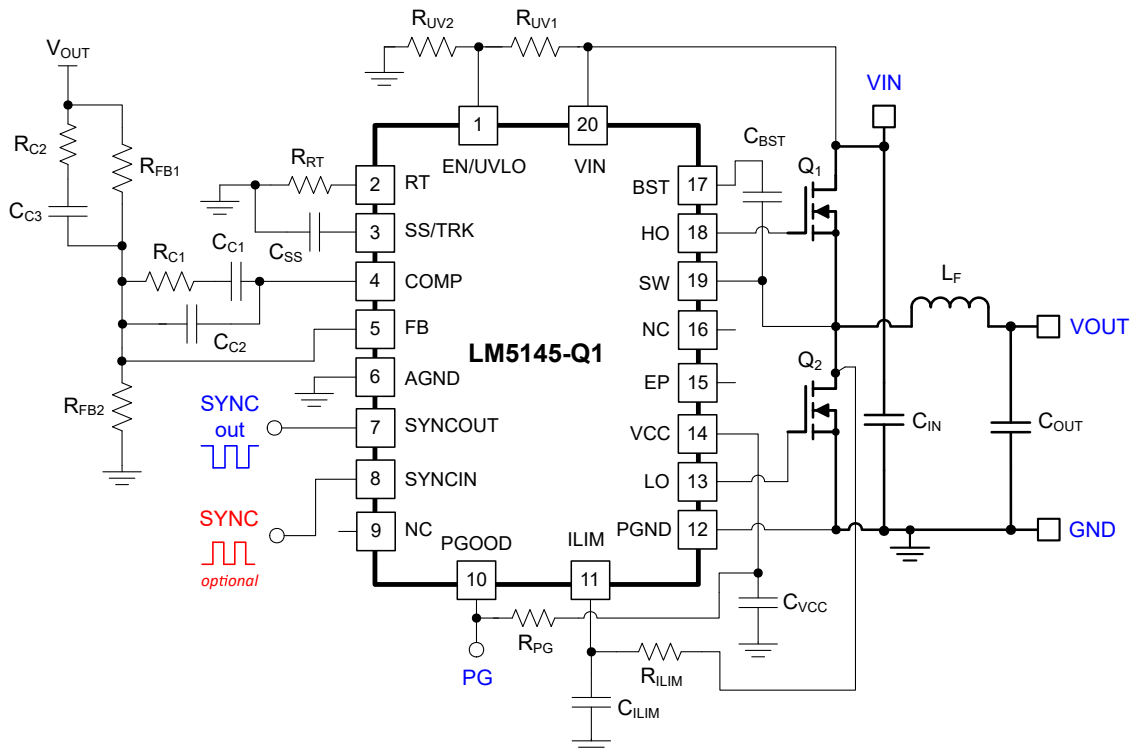 RUV2
RUV1
VOUT
VIN
1
20
CBST
RC2
RFB1
RRT
EN/UVLO
VIN
Q1
2
RT
BST
17
CC3
3
SS/TRK
HO
18
CSS
RC1
CC1
LF
4
COMP
SW
19
5
FB
NC
16
VOUT
CC2
LM5145-Q1
Q2
6
AGND
EP
15
RFB2
SYNC
out
7
SYNCOUT
VCC
14
CIN
COUT
8
SYNCIN
LO
13
SYNC
optional
9
NC
PGND
12
GND
PGOOD
ILIM
10
11
CVCC
RPG
PG
RILIM
CILIM